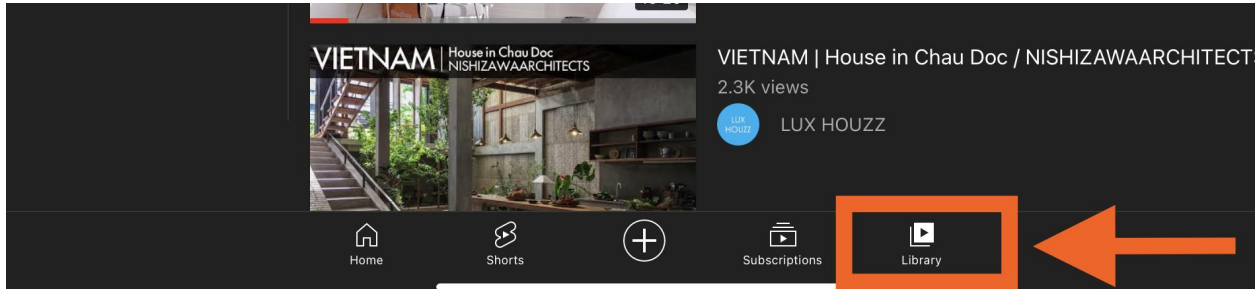 VIETNAM | House in Chau Doc
NISHIZAWAARCHITECTS
VIETNAM | House in Chau Doc / NISHIZAWAARCHITECTS
2.3K views
LUX
HOUZZ
LUX HOUZZ
Home
Shorts
Subscriptions
Library